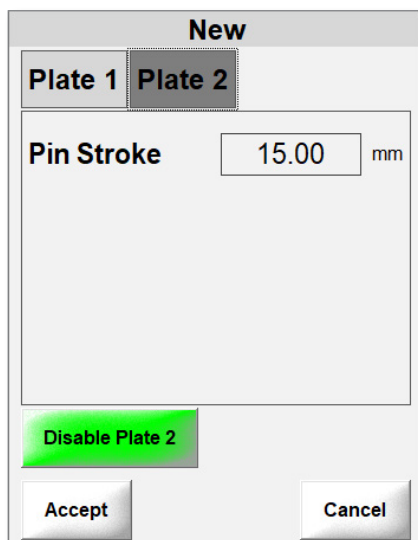 New
Plate 1 Plate 2
Pin Stroke 15.00 mm
Disable Plate 2
Accept Cancel